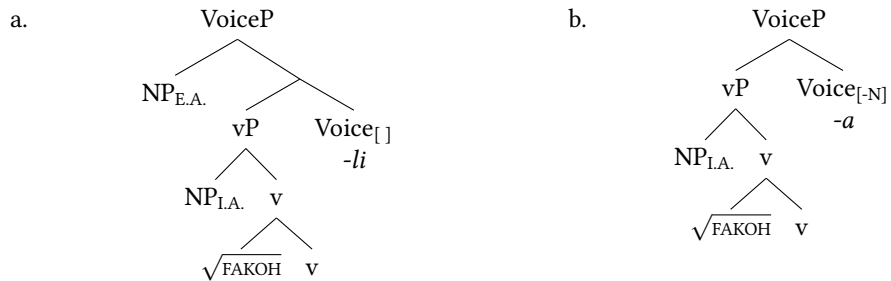 a.
VoiceP
NP_E.A.
vP Voice_[ ]
-li
NP_I.A. v
√FAKOH v
b.
VoiceP
vP Voice_[-N]
-a
NP_I.A. v
√FAKOH v